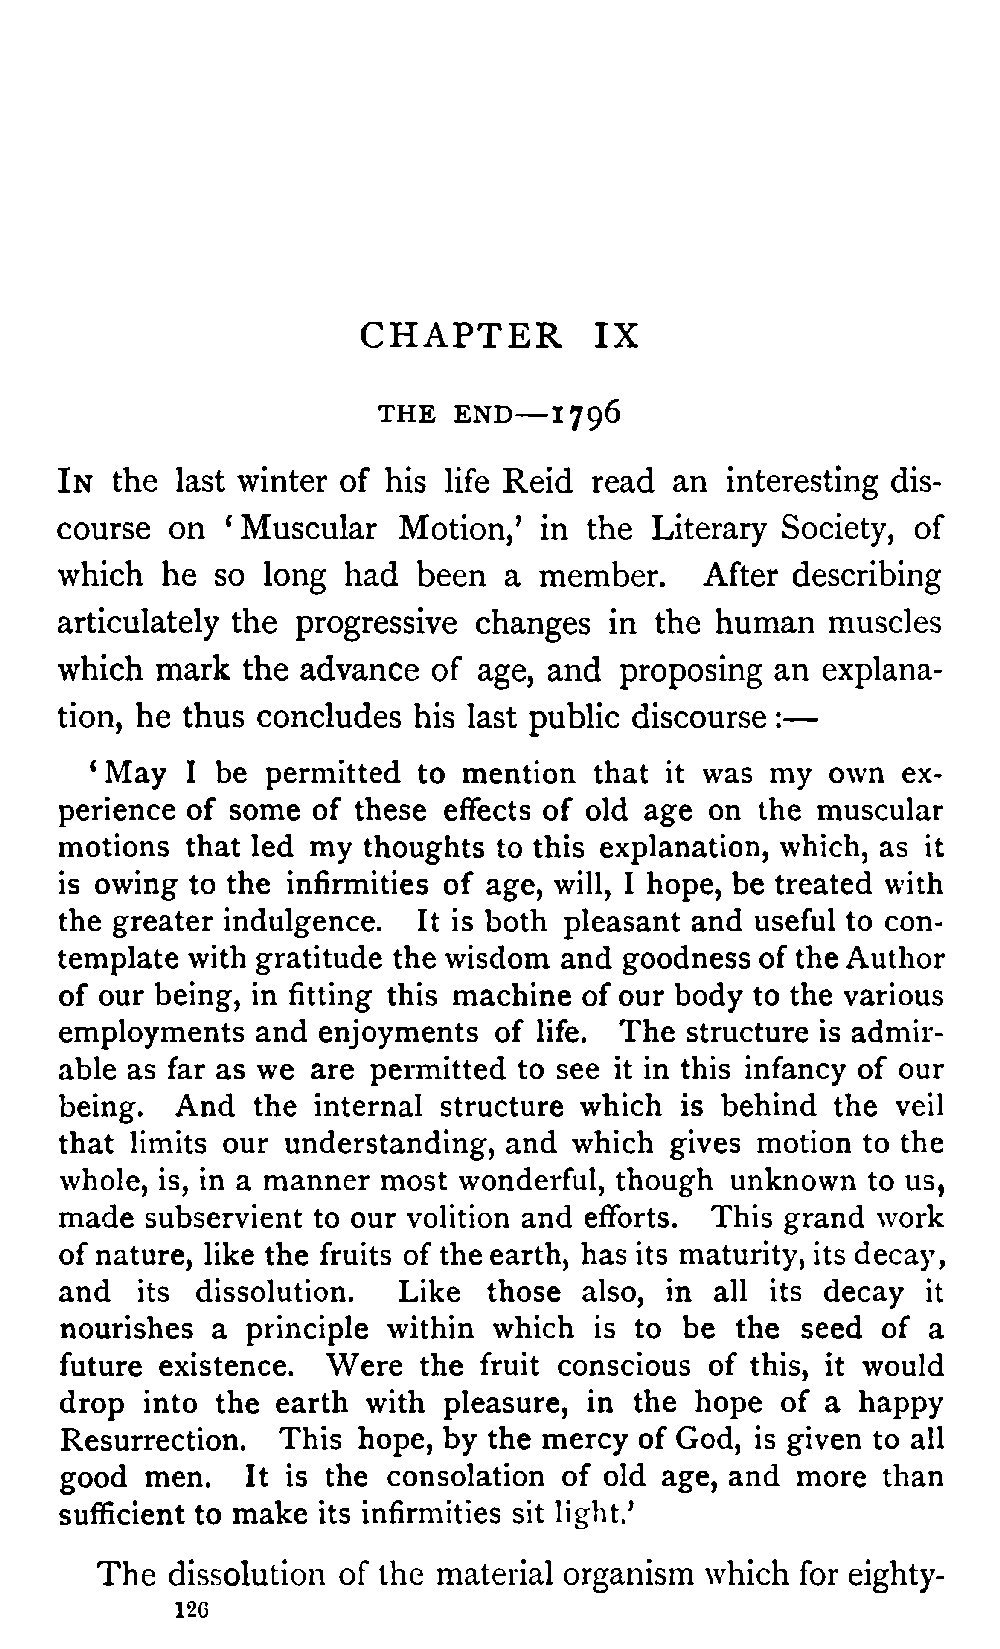 CHAPTER IX
THE END—1796
IN the last winter of his life Reid read an interesting dis-
course on ‘Muscular Motion,’ in the Literary Society, of
which he so long had been a member. After describing
articulately the progressive changes in the human muscles
which mark the advance of age, and proposing an explana-
tion, he thus concludes his last public discourse:—
‘May I be permitted to mention that it was my own ex-
perience of some of these effects of old age on the muscular
motions that led my thoughts to this explanation, which, as it
is owing to the infirmities of age, will, I hope, be treated with
the greater indulgence. It is both pleasant and useful to con-
template with gratitude the wisdom and goodness of the Author
of our being, in fitting this machine of our body to the various
employments and enjoyments of life. The structure is admir-
able as far as we are permitted to see it in this infancy of our
being. And the internal structure which is behind the veil
that limits our understanding, and which gives motion to the
whole, is, in a manner most wonderful, though unknown to us,
made subservient to our volition and efforts. This grand work
of nature, like the fruits of the earth, has its maturity, its decay,
and its dissolution. Like those also, in all its decay it
nourishes a principle within which is to be the seed of a
future existence. Were the fruit conscious of this, it would
drop into the earth with pleasure, in the hope of a happy
Resurrection. This hope, by the mercy of God, is given to all
good men. It is the consolation of old age, and more than
sufficient to make its infirmities sit light.’
The dissolution of the material organism which for eighty-
126